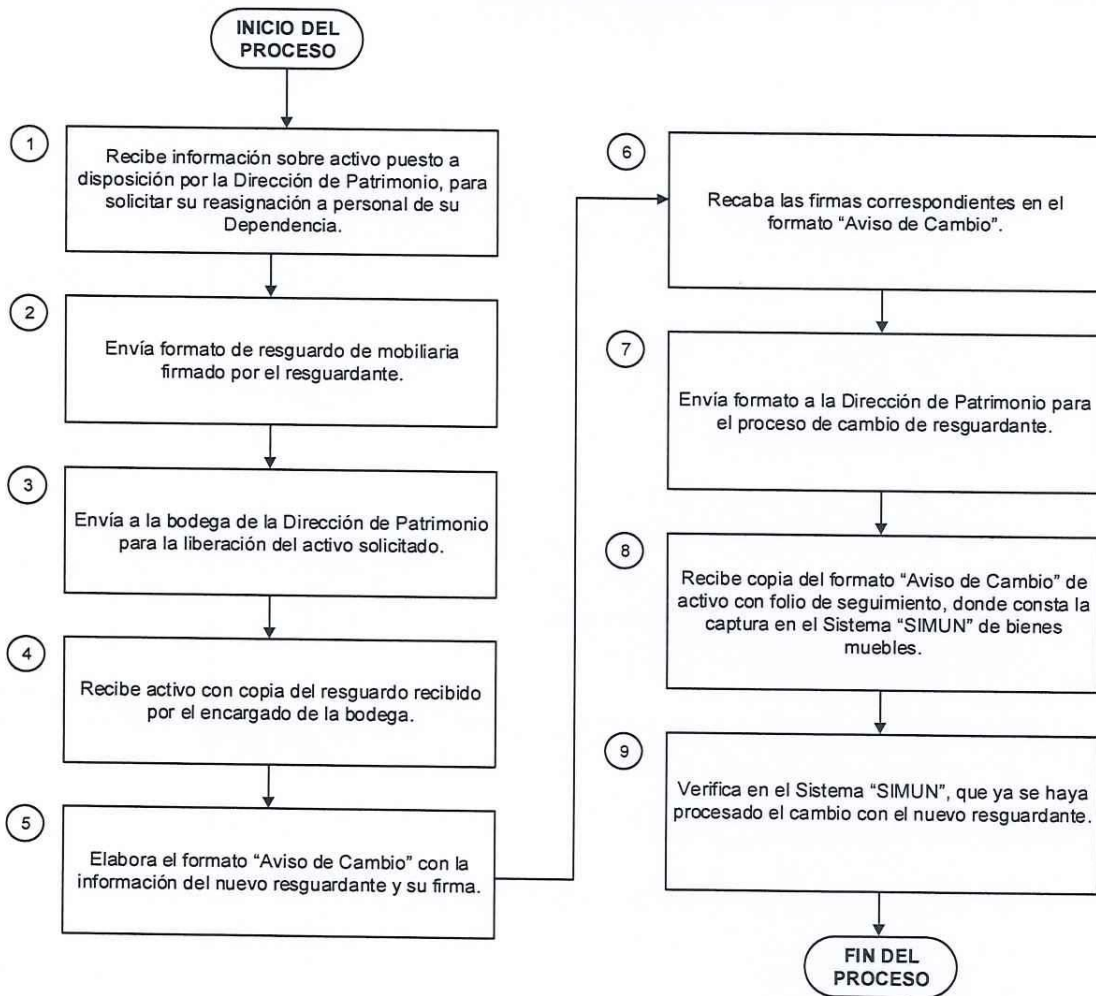 INICIO DEL
PROCESO
1
Recibe información sobre activo puesto a
disposición por la Dirección de Patrimonio, para
solicitar su reasignación a personal de su
Dependencia.
2
Envía formato de resguardo de mobiliaria
firmado por el resguardante.
3
Envía a la bodega de la Dirección de Patrimonio
para la liberación del activo solicitado.
4
Recibe activo con copia del resguardo recibido
por el encargado de la bodega.
5
Elabora el formato “Aviso de Cambio” con la
información del nuevo resguardante y su firma.
6
Recaba las firmas correspondientes en el
formato “Aviso de Cambio”.
7
Envía formato a la Dirección de Patrimonio para
el proceso de cambio de resguardante.
8
Recibe copia del formato “Aviso de Cambio” de
activo con folio de seguimiento, donde consta la
captura en el Sistema “SIMUN” de bienes
muebles.
9
Verifica en el Sistema “SIMUN”, que ya se haya
procesado el cambio con el nuevo resguardante.
FIN DEL
PROCESO